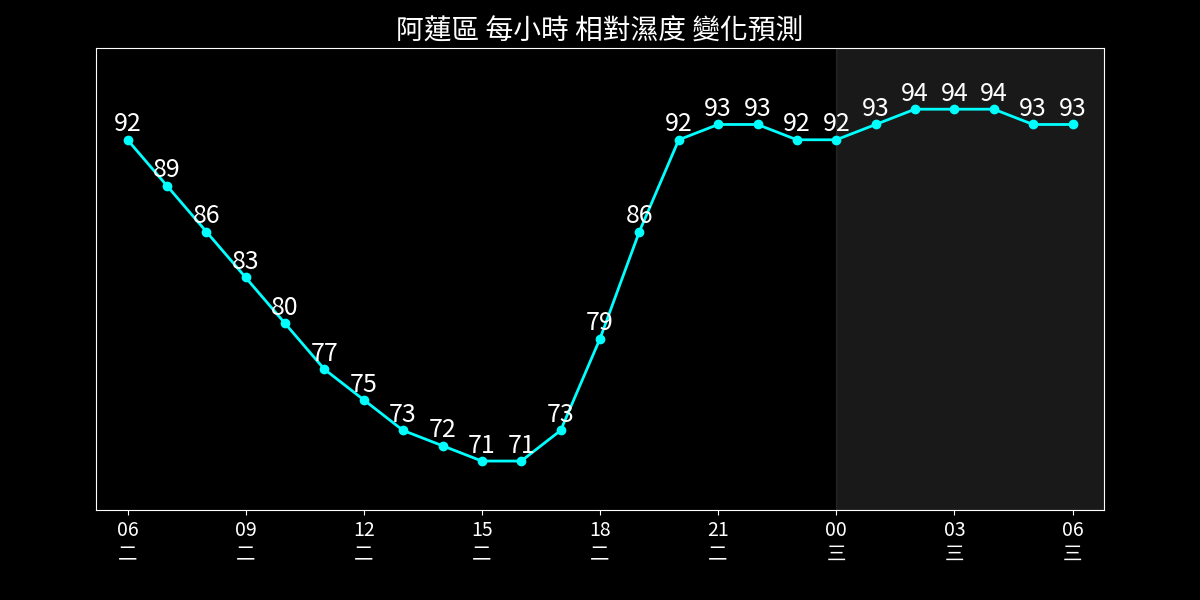 阿蓮區 每小時 相對濕度 變化預測
92 89 86 83 80 77 75 73 72 71 71 73 79 86 92 93 93 92 92 93 94 94 94 93 93
06 09 12 15 18 21 00 03 06
二 二 二 二 二 二 三 三 三